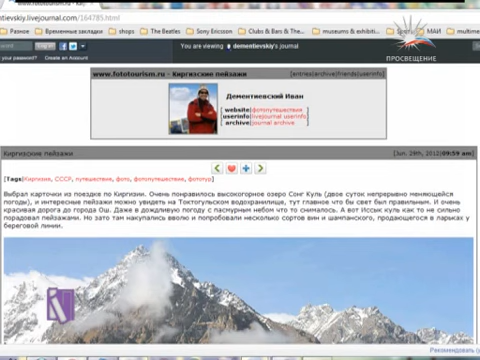 www.fototourism.ru - Кир
ntievskiy.livejournal.com/164785.html
Разное Временные закладки shops The Beatles Sony Ericsson Clubs & Bars & The... museums & exhibiti... МАИ multime
ПРОСВЕЩЕНИЕ
your password? Create an Account You are viewing dementievskiy's journal
www.fototourism.ru - Киргизские пейзажи [entries|archive|friends|userinfo]
Дементиевский Иван
[ website|фотопутешествие ]
[ userinfo|livejournal userinfo ]
[ archive|journal archive ]
Киргизские пейзажи [Jun. 29th, 2012|09:59 am]
[Tags|Киргизия, СССР, путешествия, фото, фотопутешествия, фототур]
Выбрал карточки из поездкв по Киргизии. Очень понравилось высокогорное озеро Сонг Куль (двое суток непрерывно меняющейся
погоды), и интересные пейзажи можно увидеть на Токтогульском водохранилище, тут главное что бы свет был правильным. И очень
красивая дорога до города Ош. Даже в дождливую погоду с пасмурным небом что то снималось. А вот Иссык куль как то не сильно
порадовал пейзажами. Но зато там накупались вволю и попробовали несколько сортов вин и шампанского, продающегося в ларьках у
береговой линии.
Рекомендовать (у